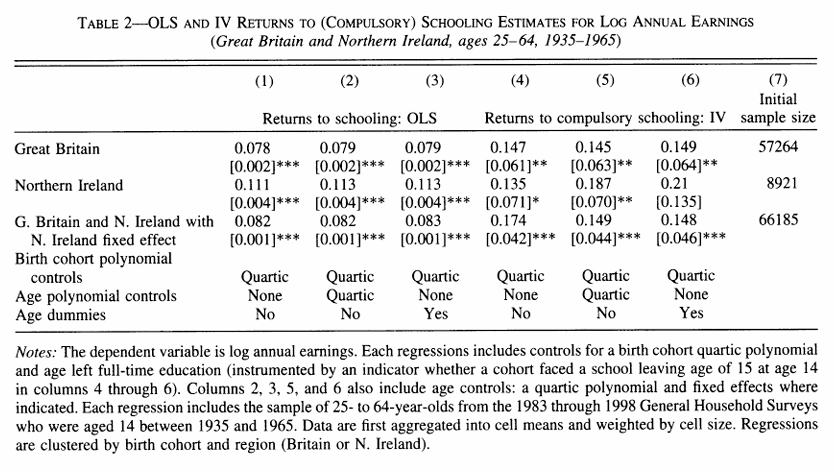 TABLE 2—OLS AND IV RETURNS TO (COMPULSORY) SCHOOLING ESTIMATES FOR LOG ANNUAL EARNINGS
(Great Britain and Northern Ireland, ages 25–64, 1935–1965)
(1) (2) (3) (4) (5) (6) (7)
Initial
Returns to schooling: OLS Returns to compulsory schooling: IV sample size
Great Britain 0.078 0.079 0.079 0.147 0.145 0.149 57264
[0.002]*** [0.002]*** [0.002]*** [0.061]** [0.063]** [0.064]**
Northern Ireland 0.111 0.113 0.113 0.135 0.187 0.21 8921
[0.004]*** [0.004]*** [0.004]*** [0.071]* [0.070]** [0.135]
G. Britain and N. Ireland with 0.082 0.082 0.083 0.174 0.149 0.148 66185
N. Ireland fixed effect [0.001]*** [0.001]*** [0.001]*** [0.042]*** [0.044]*** [0.046]***
Birth cohort polynomial
controls Quartic Quartic Quartic Quartic Quartic Quartic
Age polynomial controls None Quartic None None Quartic None
Age dummies No No Yes No No Yes
Notes: The dependent variable is log annual earnings. Each regressions includes controls for a birth cohort quartic polynomial
and age left full-time education (instrumented by an indicator whether a cohort faced a school leaving age of 15 at age 14
in columns 4 through 6). Columns 2, 3, 5, and 6 also include age controls: a quartic polynomial and fixed effects where
indicated. Each regression includes the sample of 25- to 64-year-olds from the 1983 through 1998 General Household Surveys
who were aged 14 between 1935 and 1965. Data are first aggregated into cell means and weighted by cell size. Regressions
are clustered by birth cohort and region (Britain or N. Ireland).